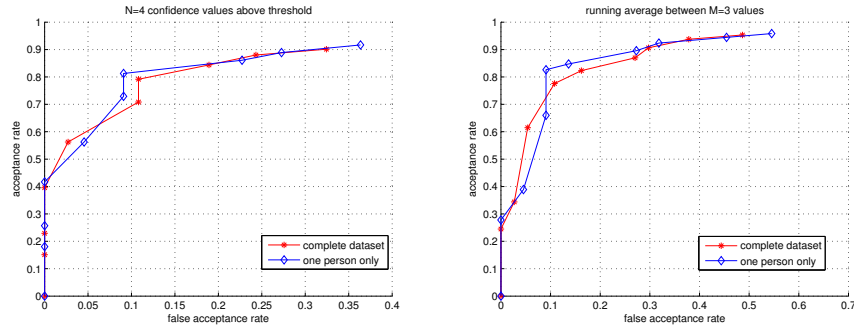 N=4 confidence values above threshold
acceptance rate
1
0.9
0.8
0.7
0.6
0.5
0.4
0.3
0.2
0.1
0
0 0.05 0.1 0.15 0.2 0.25 0.3 0.35 0.4
false acceptance rate
complete dataset
one person only
running average between M=3 values
acceptance rate
1
0.9
0.8
0.7
0.6
0.5
0.4
0.3
0.2
0.1
0
0 0.1 0.2 0.3 0.4 0.5 0.6 0.7
false acceptance rate
complete dataset
one person only